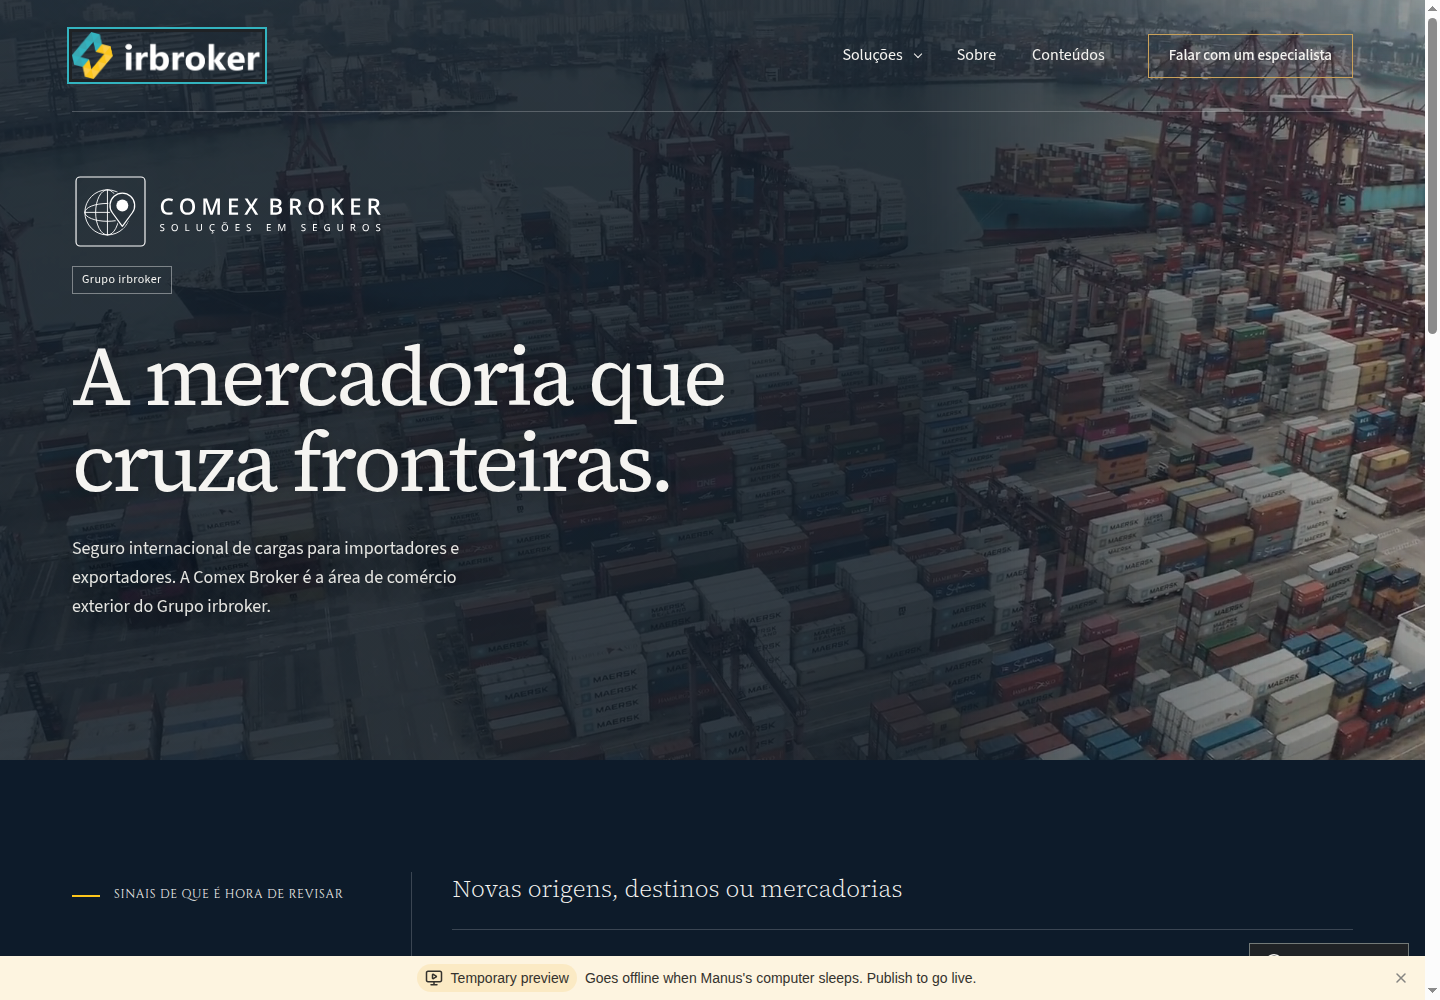 irbroker
Soluções
Sobre
Conteúdos
Falar com um especialista
COMEX BROKER
SOLUÇÕES EM SEGUROS
Grupo irbroker
A mercadoria que
cruza fronteiras.
Seguro internacional de cargas para importadores e
exportadores. A Comex Broker é a área de comércio
exterior do Grupo irbroker.
SINAIS DE QUE É HORA DE REVISAR
Novas origens, destinos ou mercadorias
Temporary preview
Goes offline when Manus's computer sleeps. Publish to go live.